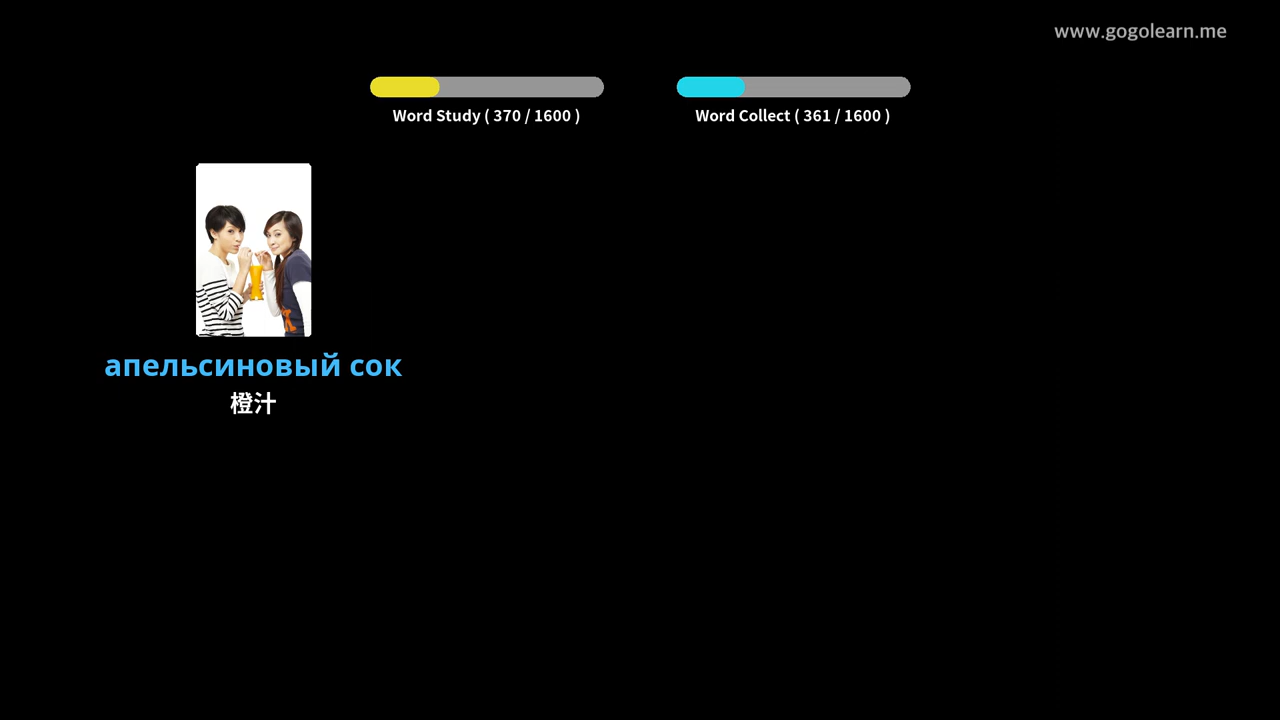 www.gogolearn.me
Word Study ( 370 / 1600 )
Word Collect ( 361 / 1600 )
апельсиновый сок
橙汁